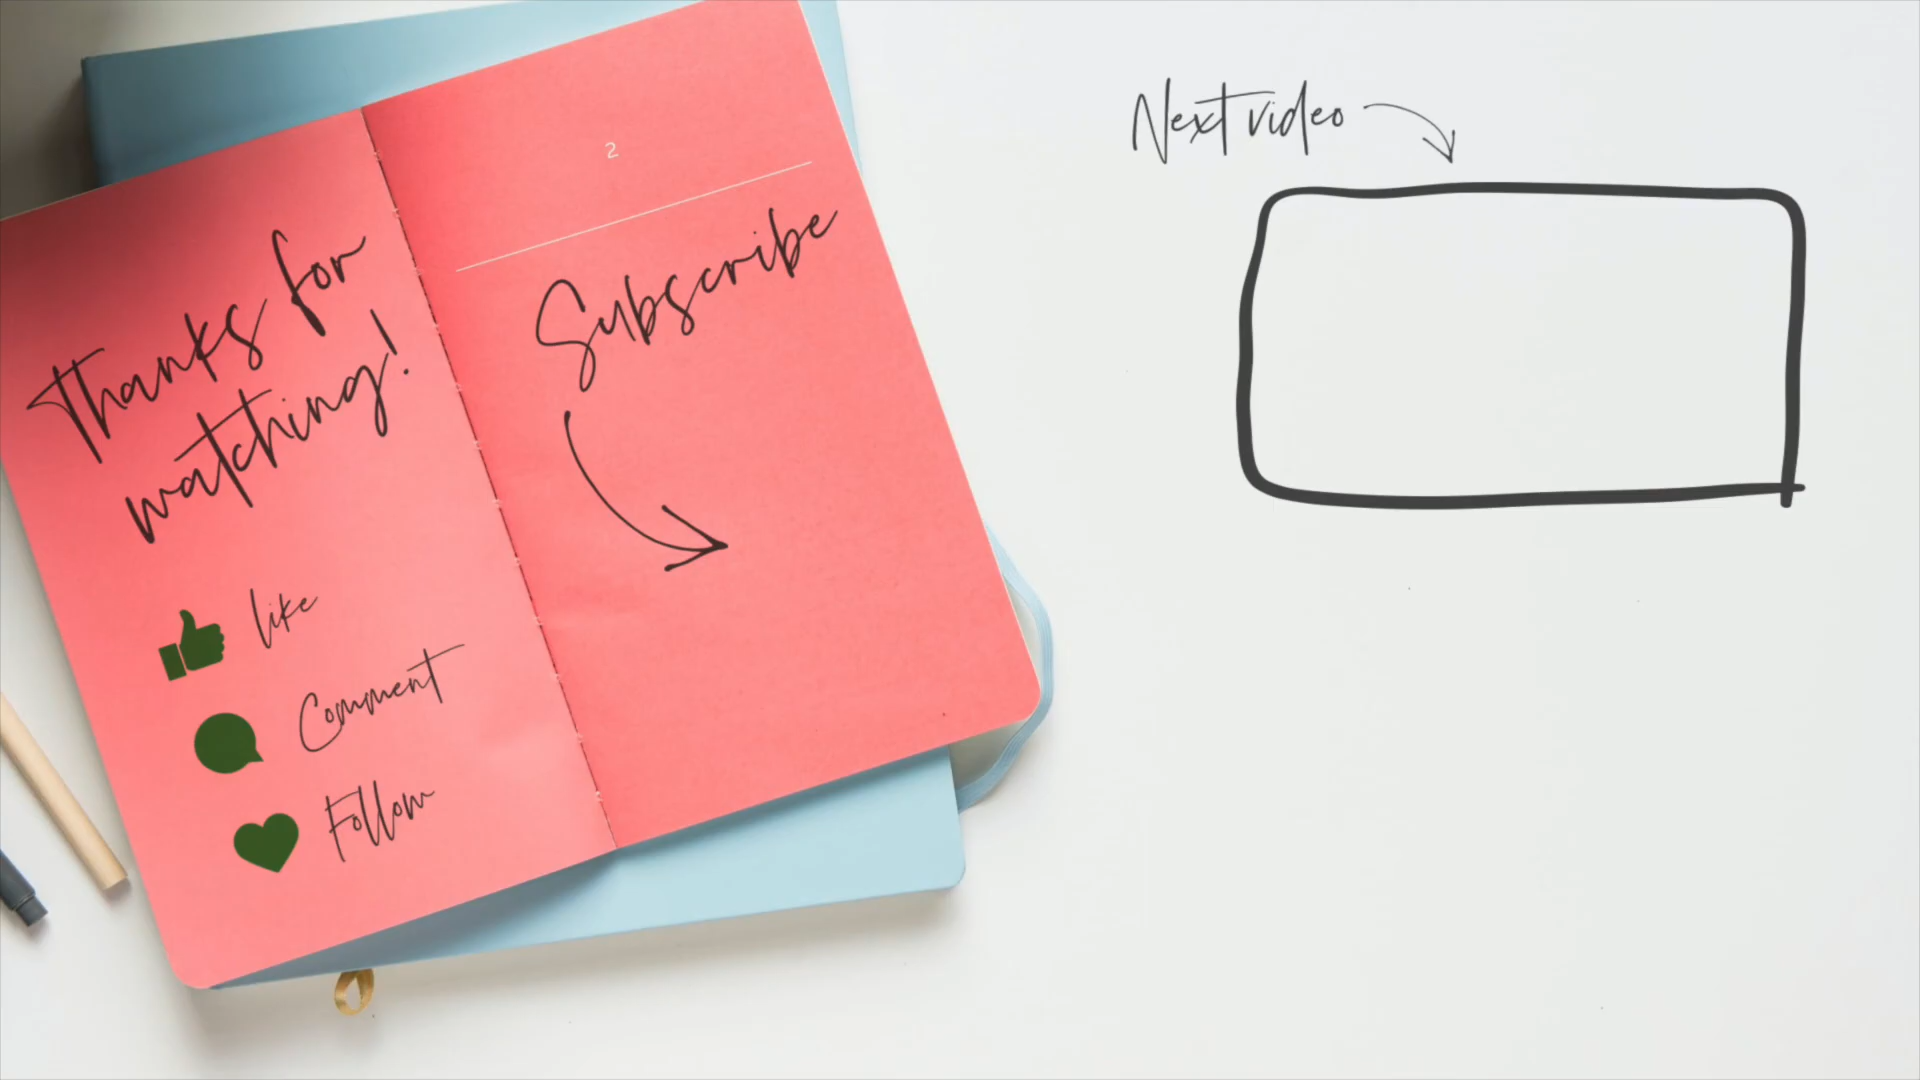 Thanks for
watching!
like
Comment
Follow
2
Subscribe
Next video